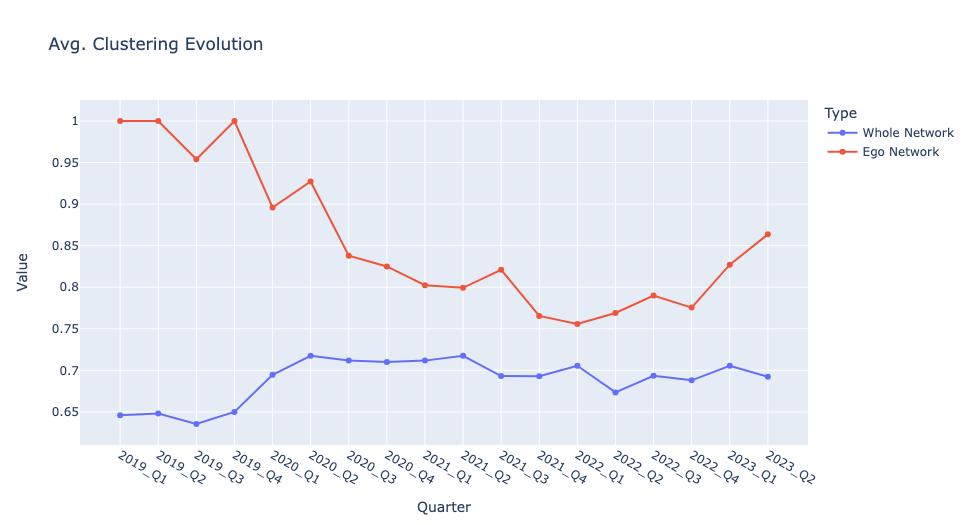 Avg. Clustering Evolution
Type
Whole Network
Ego Network
1
0.95
0.9
0.85
0.8
0.75
0.7
0.65
Value
2019_Q1
2019_Q2
2019_Q3
2019_Q4
2020_Q1
2020_Q2
2020_Q3
2020_Q4
2021_Q1
2021_Q2
2021_Q3
2021_Q4
2022_Q1
2022_Q2
2022_Q3
2022_Q4
2023_Q1
2023_Q2
Quarter